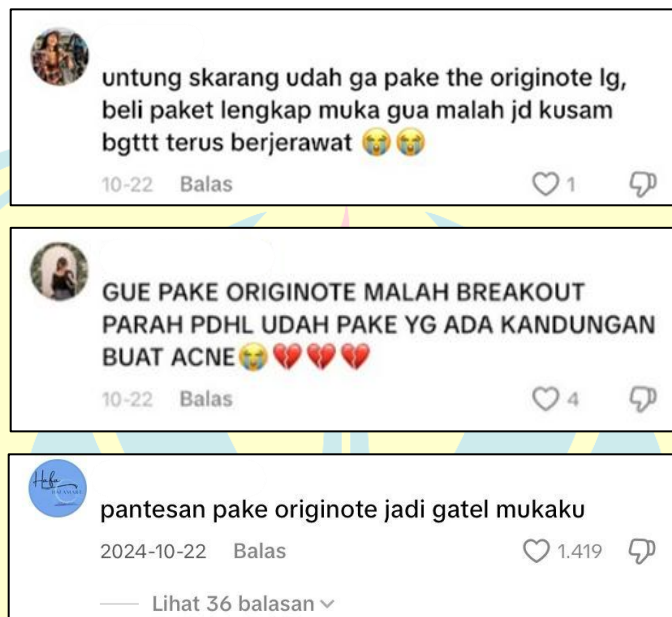 untung skarang udah ga pake the originote lg,
beli paket lengkap muka gua malah jd kusam
bgttt terus berjerawat 😭😭
10-22 Balas 1
GUE PAKE ORIGINOTE MALAH BREAKOUT
PARAH PDHL UDAH PAKE YG ADA KANDUNGAN
BUAT ACNE😭💔💔💔
10-22 Balas 4
pantesan pake originote jadi gatel mukaku
2024-10-22 Balas 1.419
Lihat 36 balasan